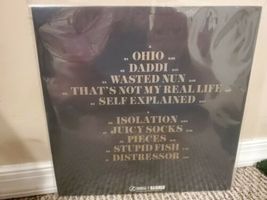 OHIO
DADDI
WASTED NUN
THAT'S NOT MY REAL LIFE
SELF EXPLAINED
ISOLATION
JUICY SOCKS
PIECES
STUPID FISH
DISTRESSOR